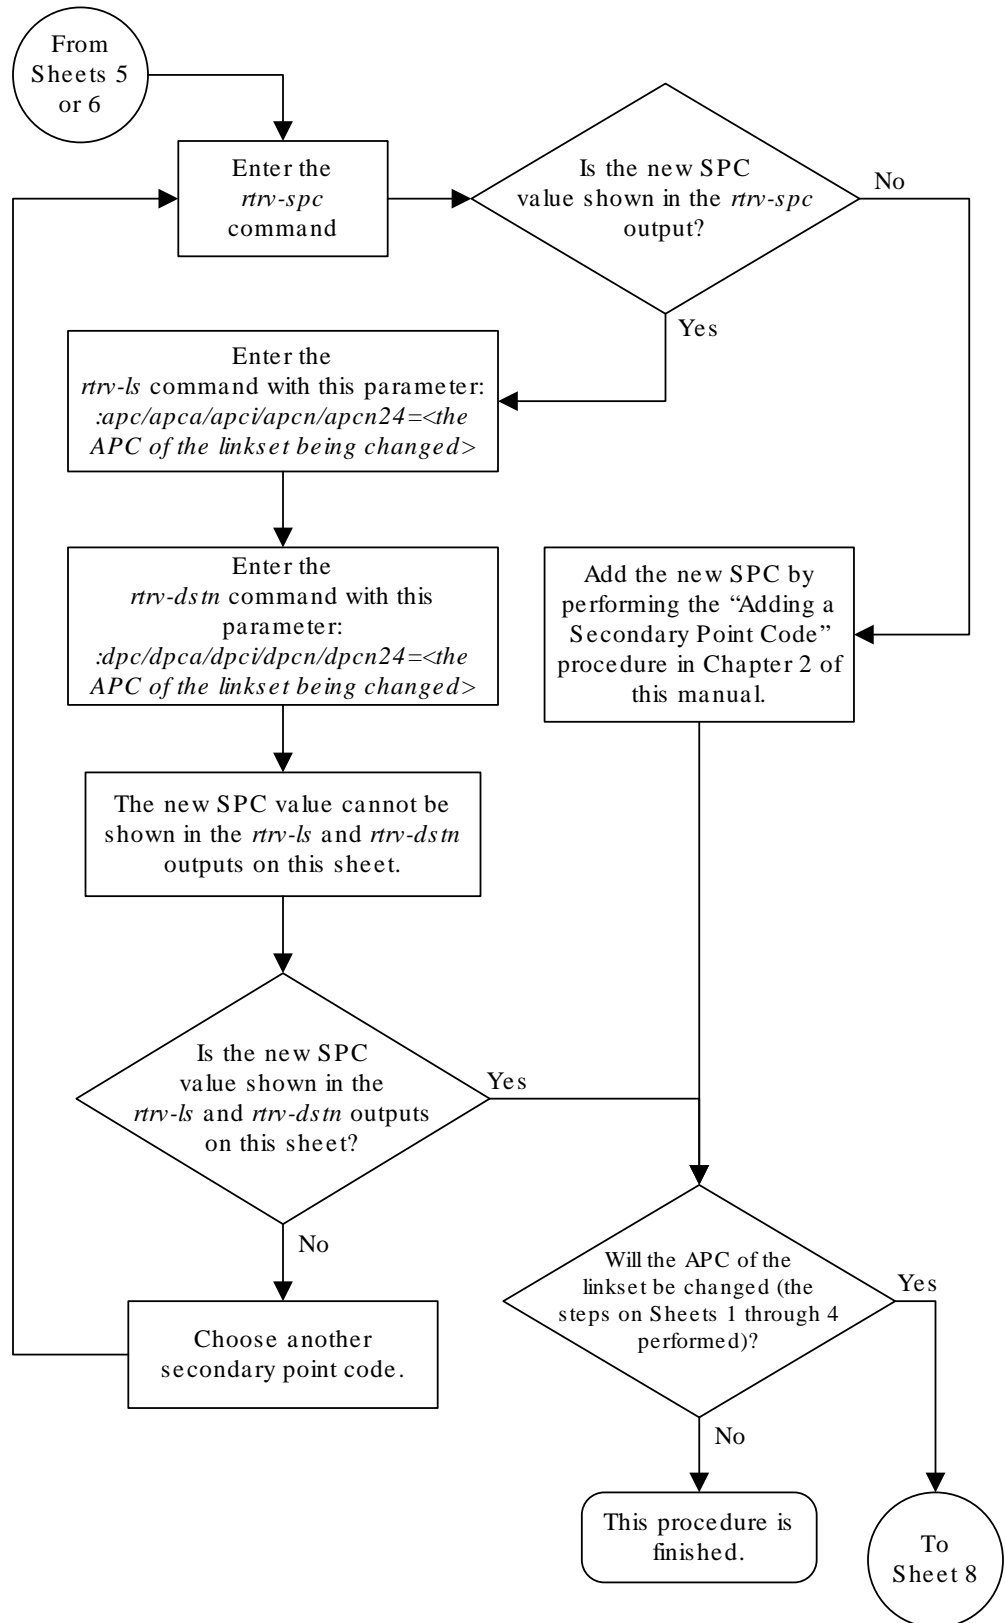 From
Sheets 5
or 6
Enter the
rtrv-spc
command
Is the new SPC
value shown in the rtrv-spc
output?
No
Yes
Enter the
rtrv-ls command with this parameter:
:apc/apca/apci/apcn/apcn24=<the
APC of the linkset being changed>
Enter the
rtrv-dstn command with this
parameter:
:dpc/dpca/dpci/dpcn/dpcn24=<the
APC of the linkset being changed>
Add the new SPC by
performing the “Adding a
Secondary Point Code”
procedure in Chapter 2 of
this manual.
The new SPC value cannot be
shown in the rtrv-ls and rtrv-dstn
outputs on this sheet.
Is the new SPC
value shown in the
rtrv-ls and rtrv-dstn outputs
on this sheet?
Yes
No
Choose another
secondary point code.
Will the APC of the
linkset be changed (the
steps on Sheets 1 through 4
performed)?
Yes
No
This procedure is
finished.
To
Sheet 8